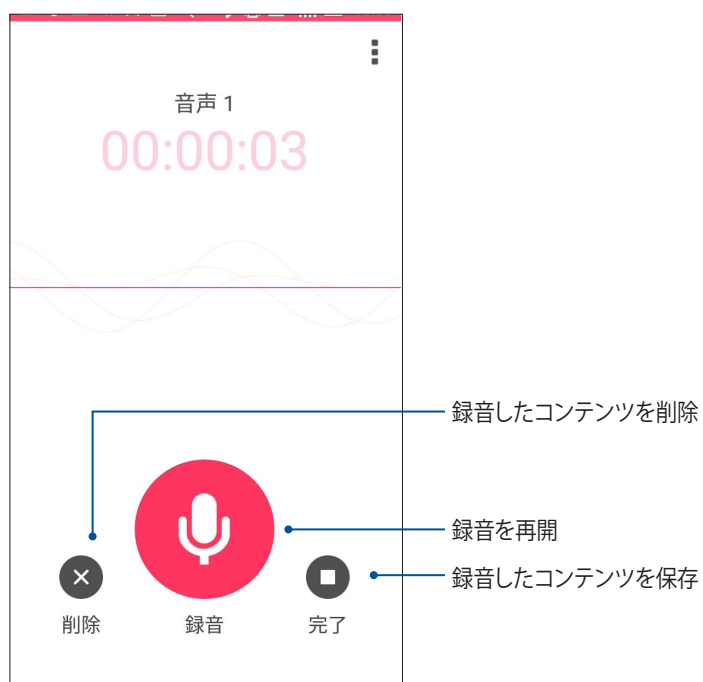 音声 1
00:00:03
録音したコンテンツを削除
録音を再開
録音したコンテンツを保存
削除
録音
完了